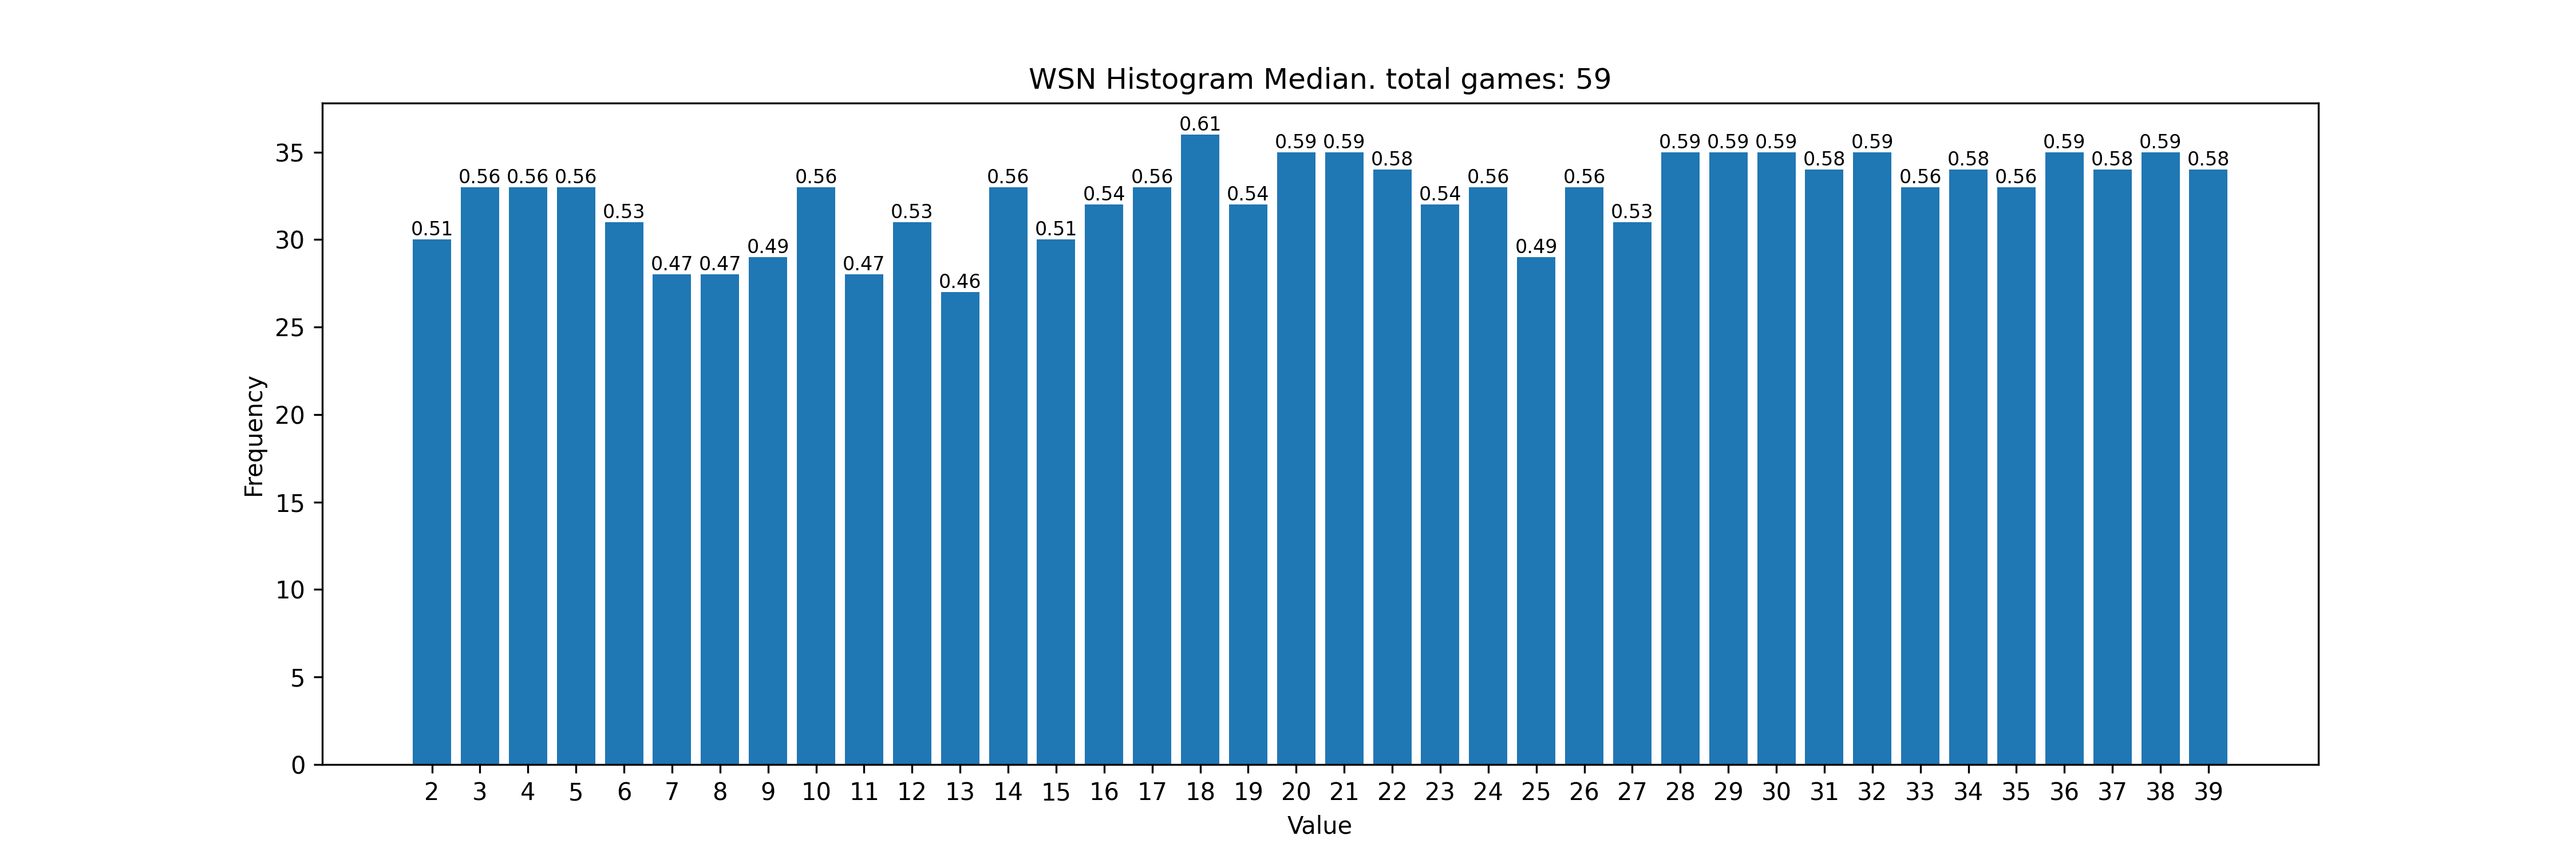 WSN Histogram Median. total games: 59
0.51 0.56 0.56 0.56 0.53 0.47 0.47 0.49 0.56 0.47 0.53 0.46 0.56 0.51 0.54 0.56 0.61 0.54 0.59 0.59 0.58 0.54 0.56 0.49 0.56 0.53 0.59 0.59 0.59 0.58 0.59 0.56 0.58 0.56 0.59 0.58 0.59 0.58
35
30
25
20
15
10
5
0
Frequency
2 3 4 5 6 7 8 9 10 11 12 13 14 15 16 17 18 19 20 21 22 23 24 25 26 27 28 29 30 31 32 33 34 35 36 37 38 39
Value